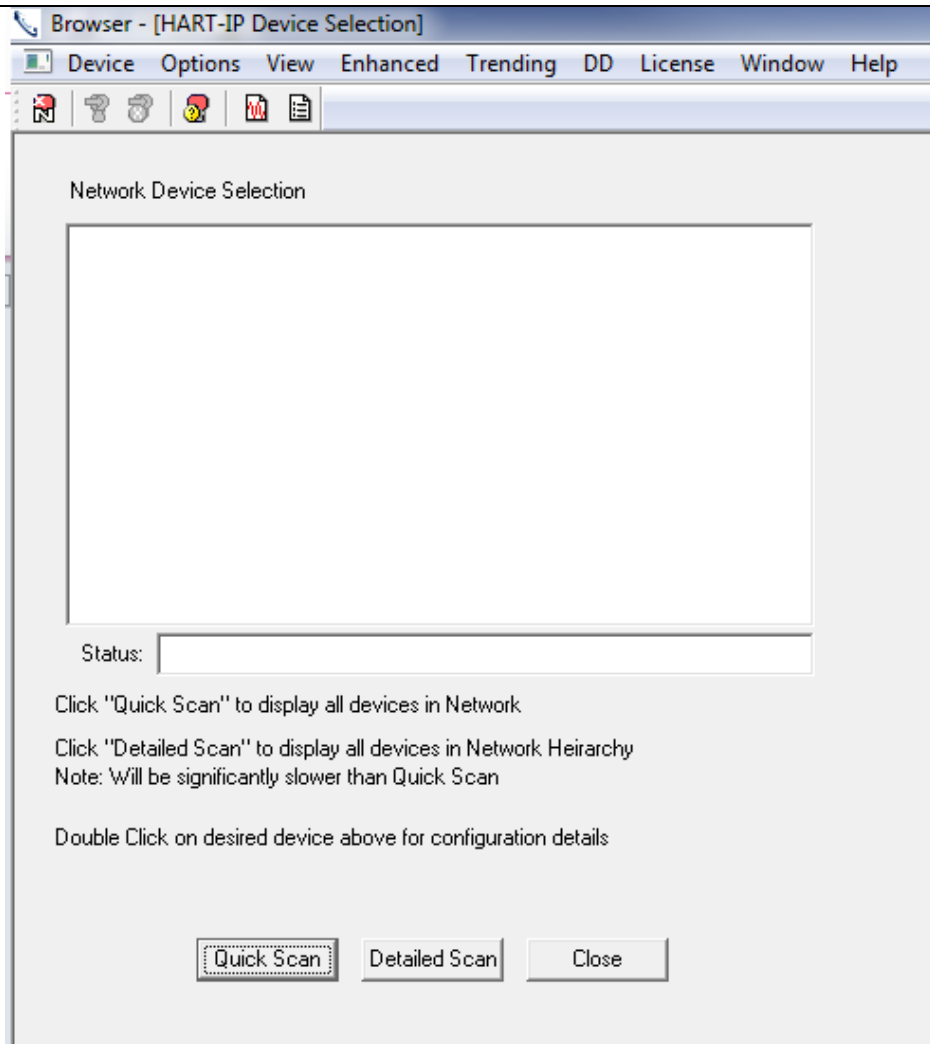 Browser - [HART-IP Device Selection]
Device Options View Enhanced Trending DD License Window Help
Network Device Selection
Status:
Click "Quick Scan" to display all devices in Network
Click "Detailed Scan" to display all devices in Network Heirarchy
Note: Will be significantly slower than Quick Scan
Double Click on desired device above for configuration details
Quick Scan Detailed Scan Close